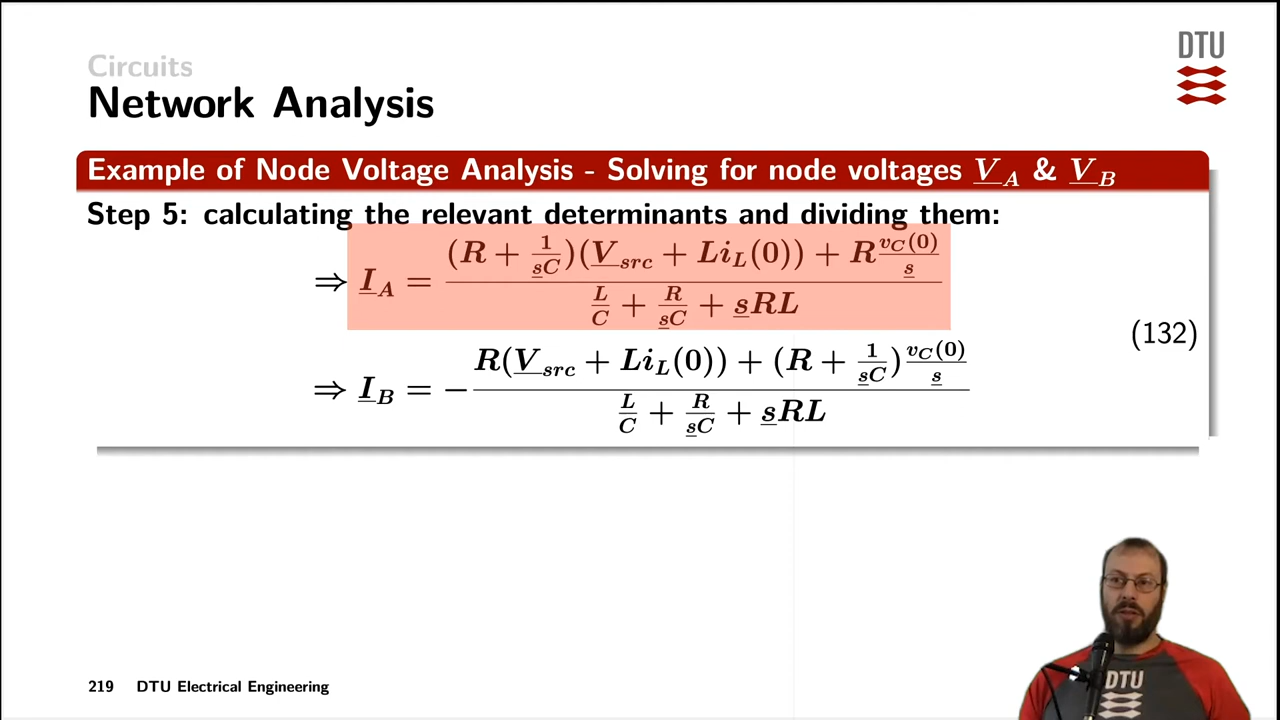 Circuits
DTU
Network Analysis
Example of Node Voltage Analysis - Solving for node voltages V_A & V_B
Step 5: calculating the relevant determinants and dividing them:
⇒ I_A = ((R + 1/(sC))(V_src + Li_L(0)) + R v_C(0)/s) / (L/C + R/(sC) + sRL)
(132)
⇒ I_B = − (R(V_src + Li_L(0)) + (R + 1/(sC)) v_C(0)/s) / (L/C + R/(sC) + sRL)
DTU
219 DTU Electrical Engineering